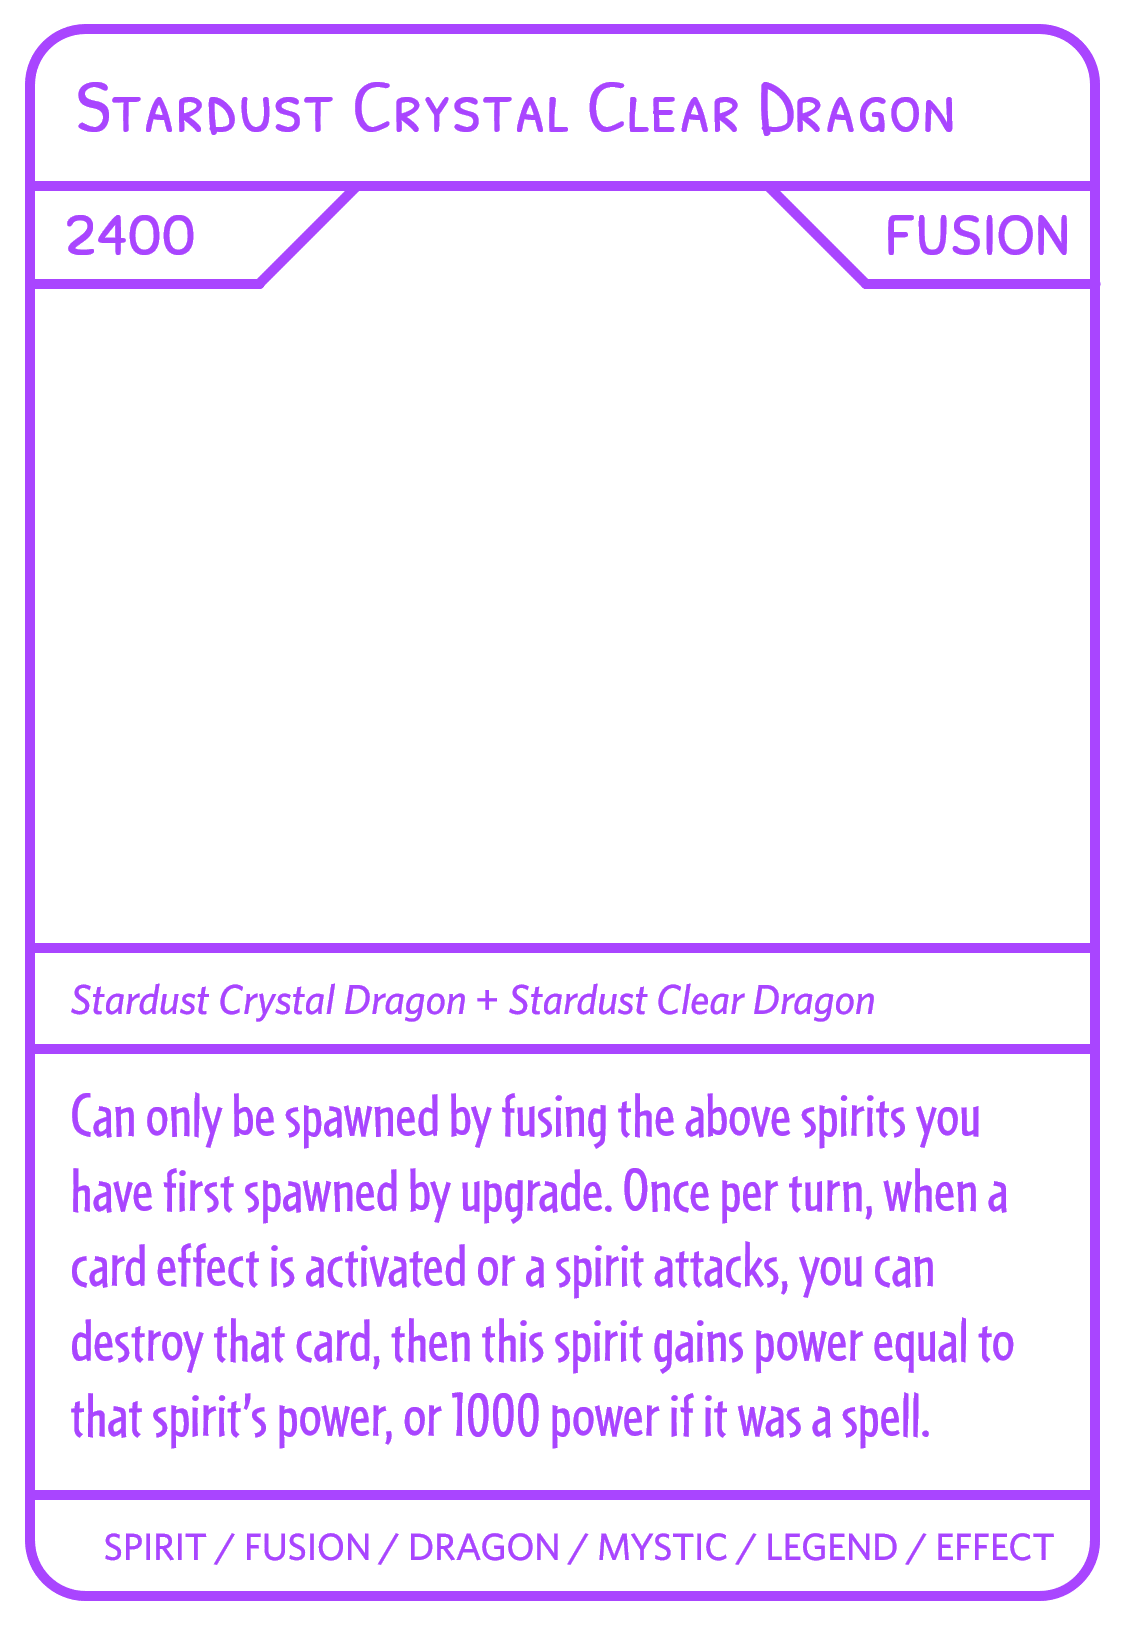 Stardust Crystal Clear Dragon
2400
FUSION
Stardust Crystal Dragon + Stardust Clear Dragon
Can only be spawned by fusing the above spirits you
have first spawned by upgrade. Once per turn, when a
card effect is activated or a spirit attacks, you can
destroy that card, then this spirit gains power equal to
that spirit's power, or 1000 power if it was a spell.
SPIRIT / FUSION / DRAGON / MYSTIC / LEGEND / EFFECT